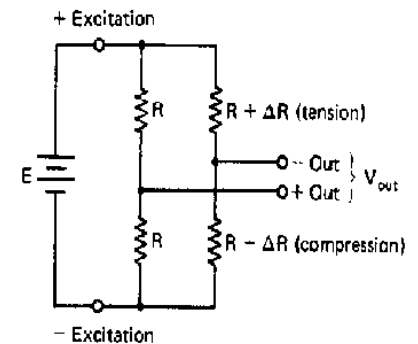 + Excitation
R
R + ΔR (tension)
E
− Out
+ Out
V out
R
R − ΔR (compression)
− Excitation